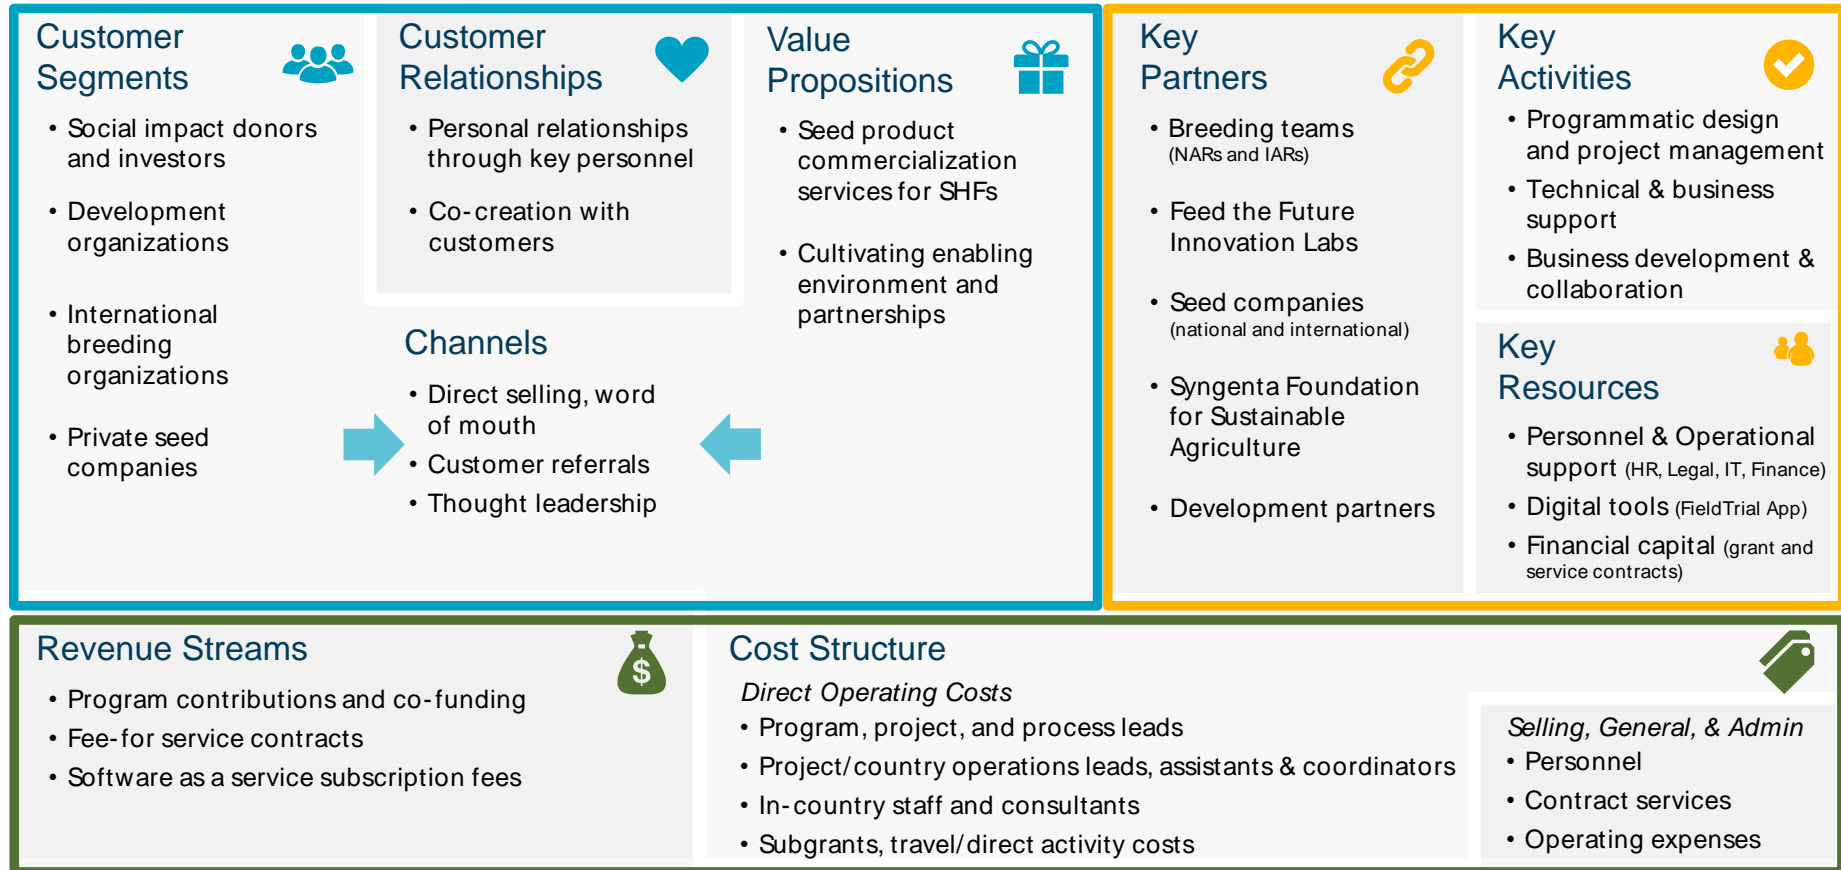 Customer
Segments
• Social impact donors
and investors
• Development
organizations
• International
breeding
organizations
• Private seed
companies
Customer
Relationships
• Personal relationships
through key personnel
• Co-creation with
customers
Channels
• Direct selling, word
of mouth
• Customer referrals
• Thought leadership
Value
Propositions
• Seed product
commercialization
services for SHFs
• Cultivating enabling
environment and
partnerships
Key
Partners
• Breeding teams
(NARs and IARs)
• Feed the Future
Innovation Labs
• Seed companies
(national and international)
• Syngenta Foundation
for Sustainable
Agriculture
• Development partners
Key
Activities
• Programmatic design
and project management
• Technical & business
support
• Business development &
collaboration
Key
Resources
• Personnel & Operational
support (HR, Legal, IT, Finance)
• Digital tools (FieldTrial App)
• Financial capital (grant and
service contracts)
Revenue Streams
$
• Program contributions and co-funding
• Fee-for service contracts
• Software as a service subscription fees
Cost Structure
Direct Operating Costs
• Program, project, and process leads
• Project/country operations leads, assistants & coordinators
• In-country staff and consultants
• Subgrants, travel/direct activity costs
Selling, General, & Admin
• Personnel
• Contract services
• Operating expenses